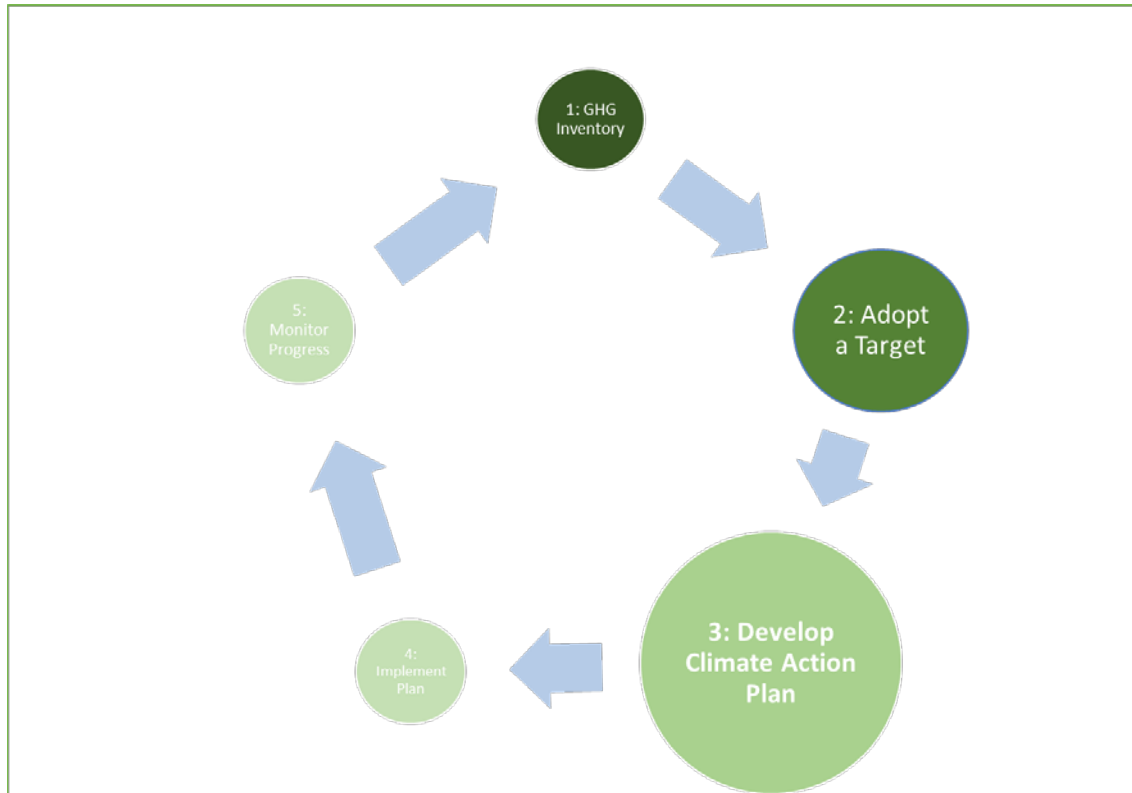 1: GHG
Inventory
2: Adopt
a Target
3: Develop
Climate Action
Plan
4:
Implement
Plan
5:
Monitor
Progress